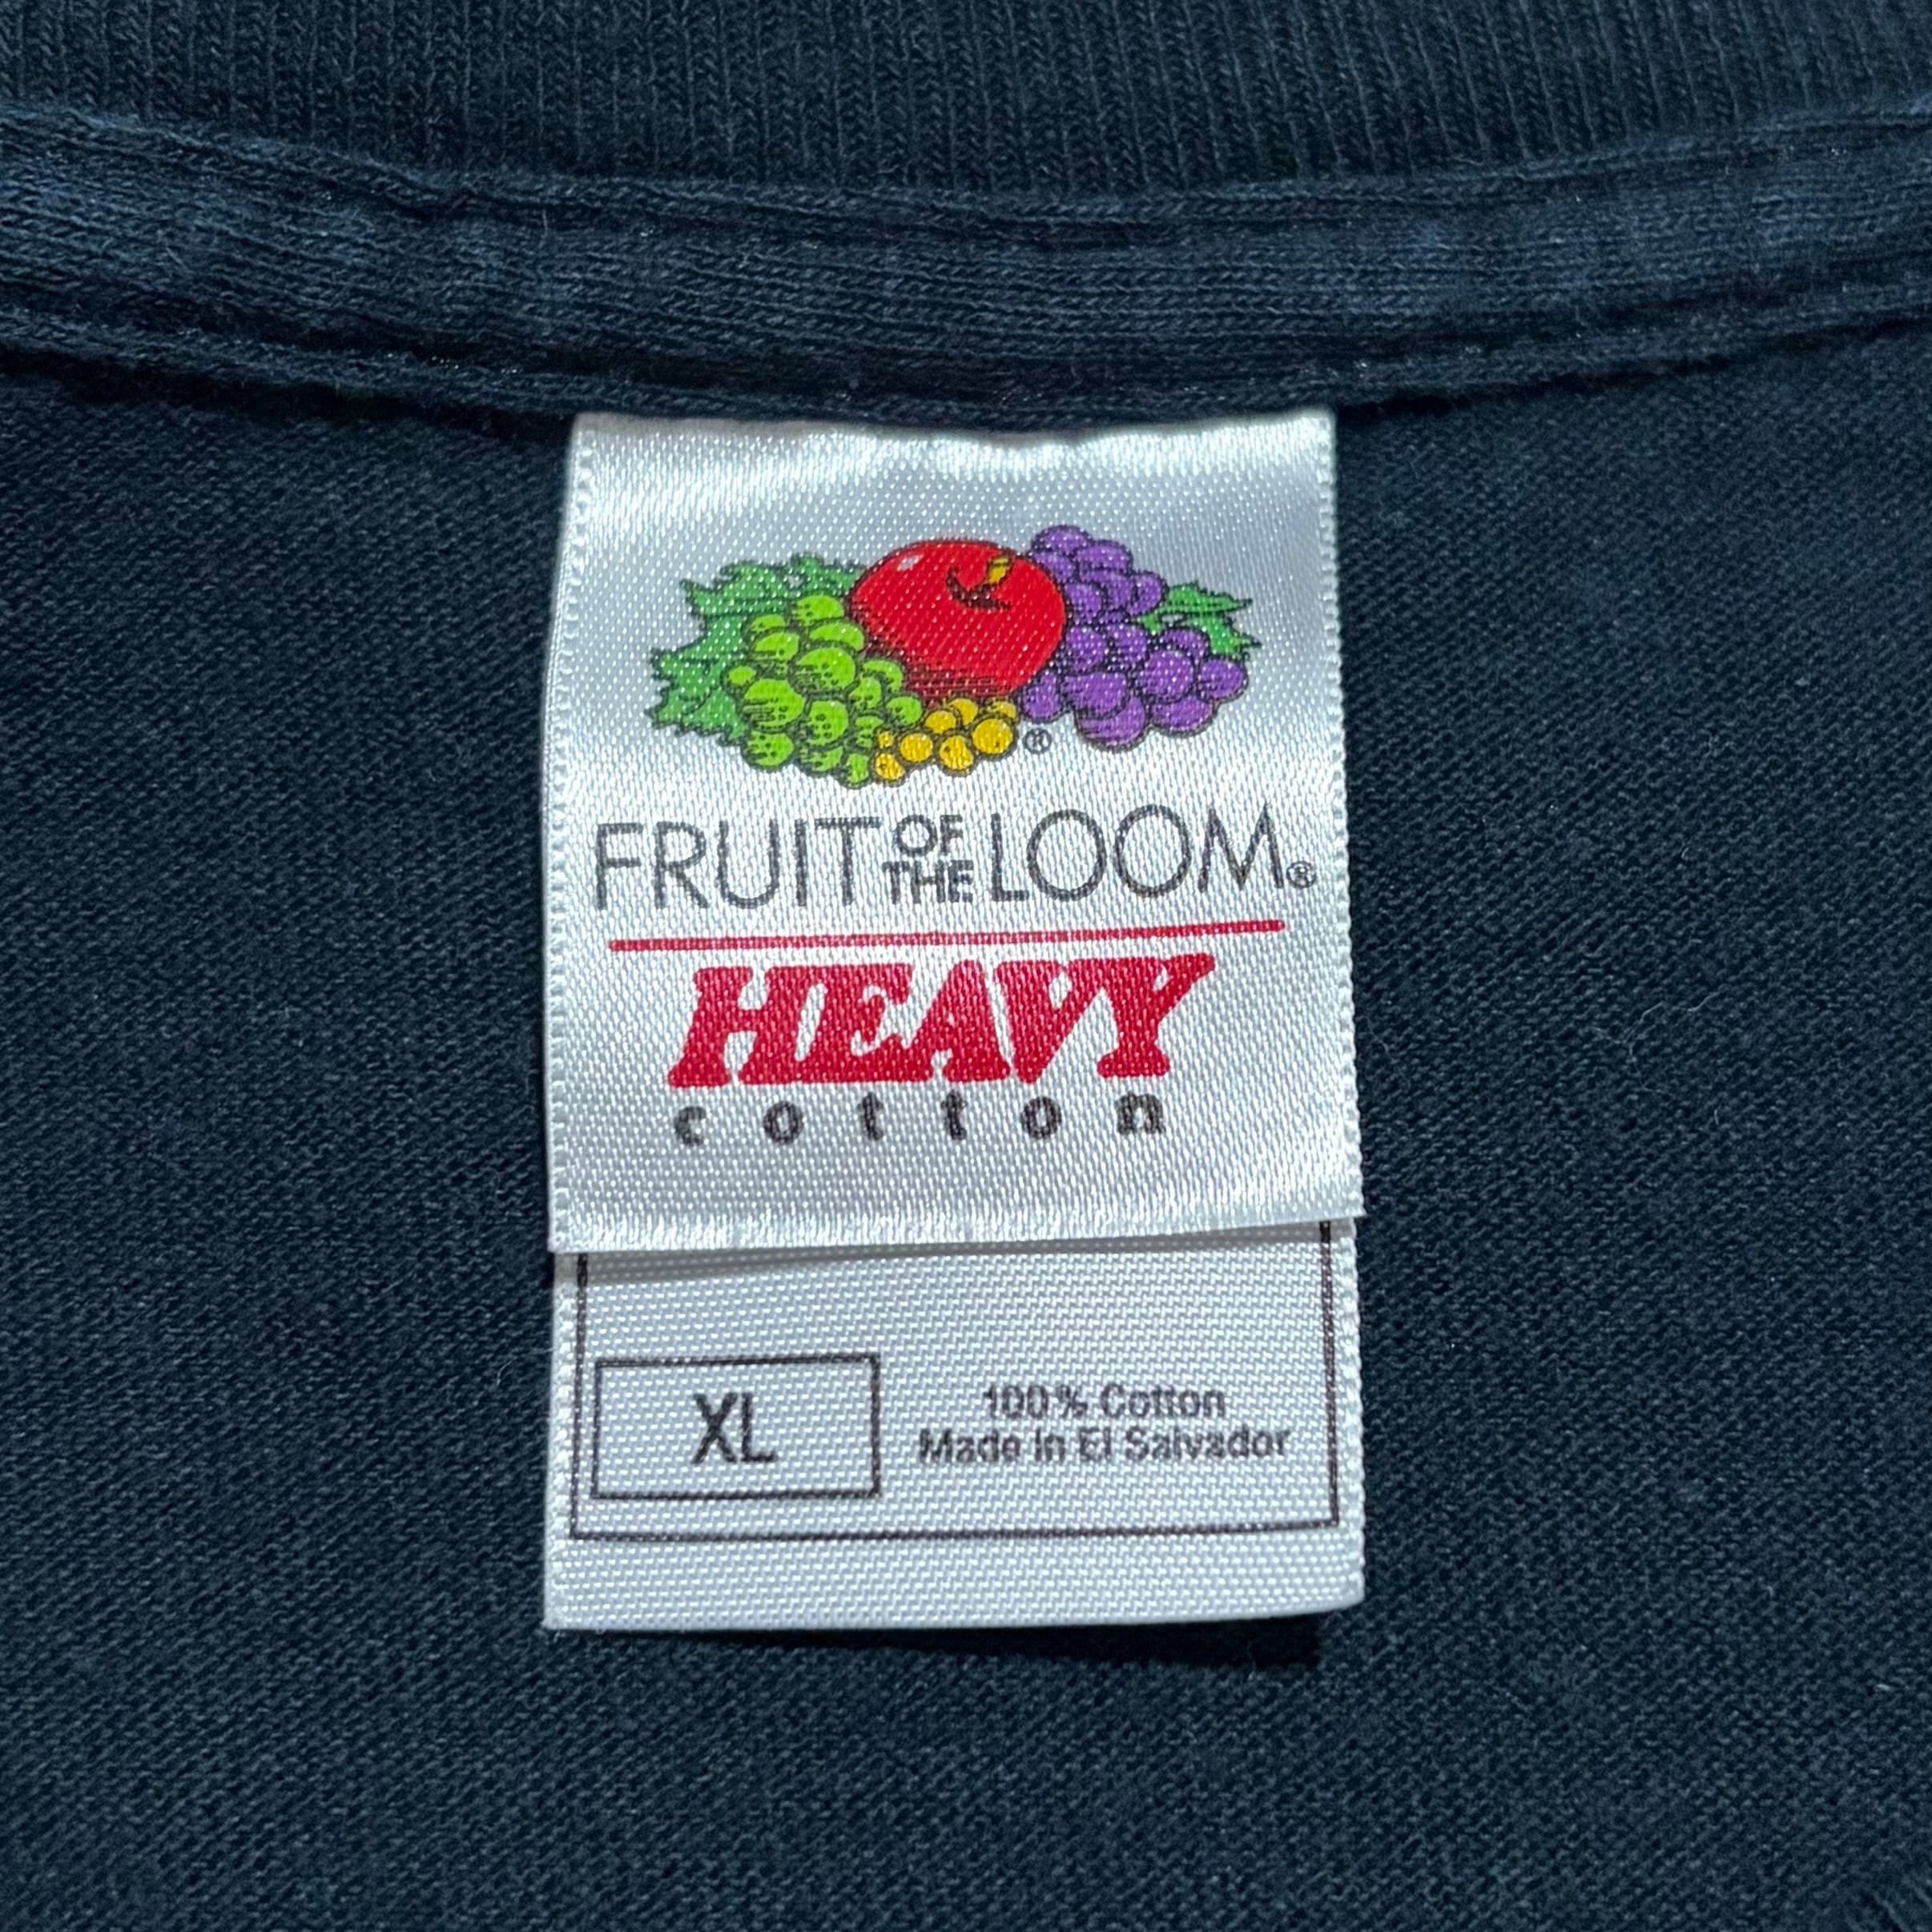 ®
FRUIT OF THE LOOM®
HEAVY
cotton
XL
100% Cotton
Made in El Salvador